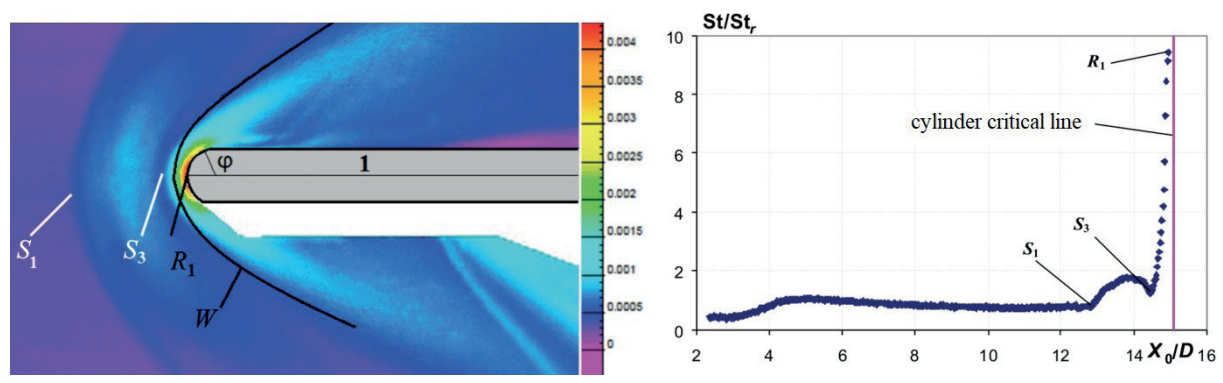 S₁
S₃
R₁
W
φ
1
0.004
0.0035
0.003
0.0025
0.002
0.0015
0.001
0.0005
0
St/Stᵣ
10
8
6
4
2
0
R₁
cylinder critical line
S₁
S₃
2 4 6 8 10 12 14 16
X₀/D